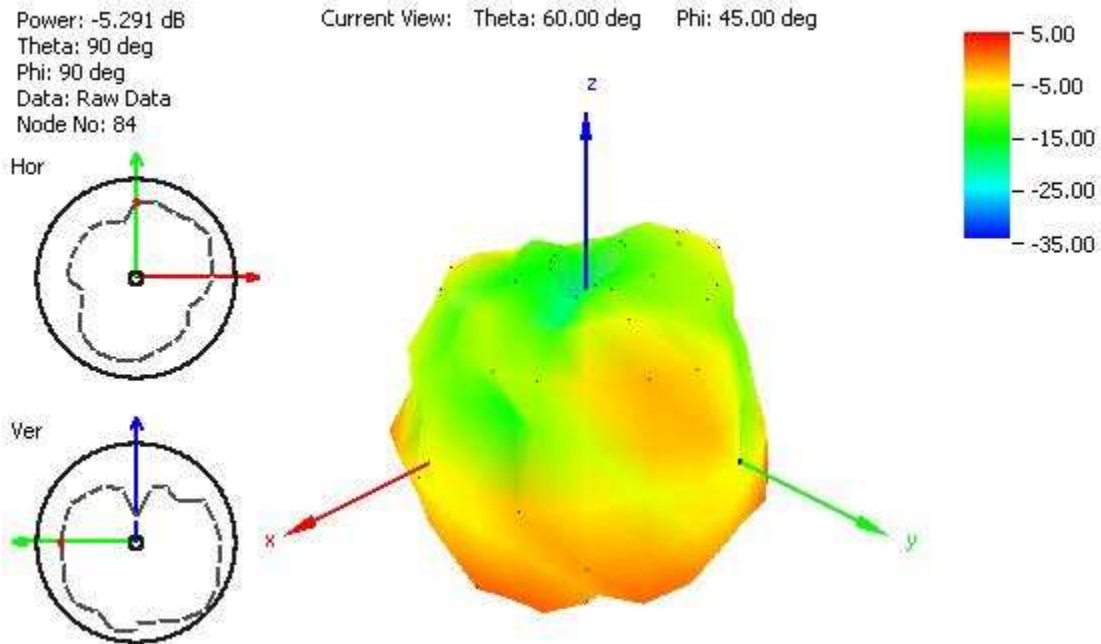 Power: -5.291 dB
Theta: 90 deg
Phi: 90 deg
Data: Raw Data
Node No: 84
Current View: Theta: 60.00 deg Phi: 45.00 deg
5.00
-5.00
-15.00
-25.00
-35.00
Hor
Ver
z
x
y